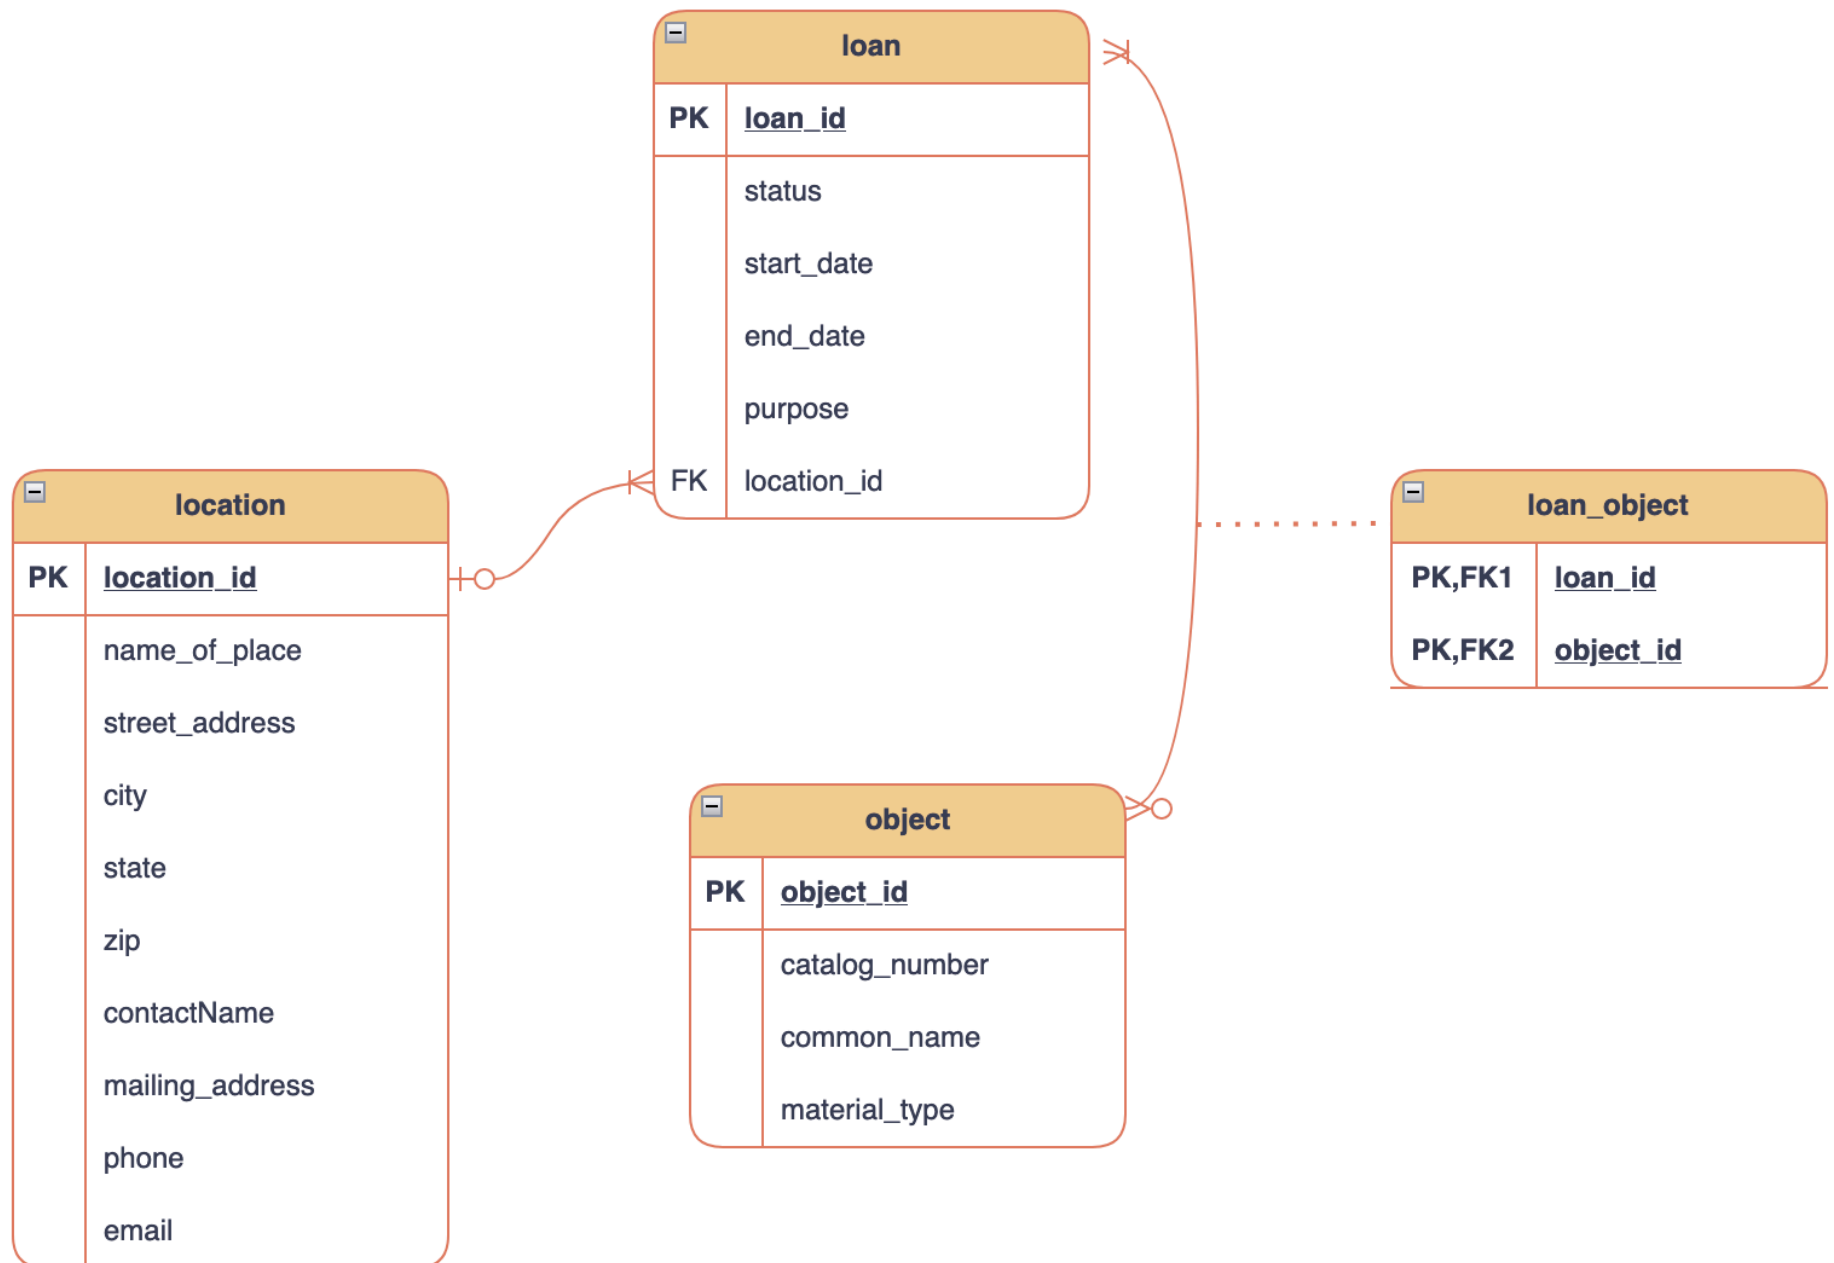 loan
PK loan_id
status
start_date
end_date
purpose
FK location_id
location
PK location_id
name_of_place
street_address
city
state
zip
contactName
mailing_address
phone
email
object
PK object_id
catalog_number
common_name
material_type
loan_object
PK,FK1 loan_id
PK,FK2 object_id